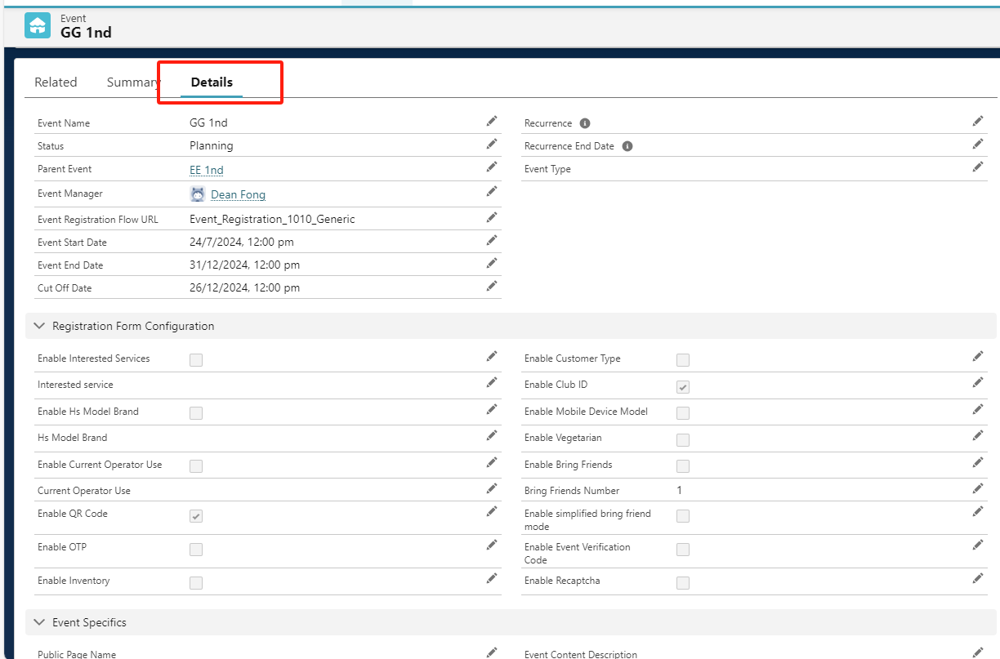 Event
GG 1nd
Related Summary Details
Event Name GG 1nd
Recurrence
Status Planning
Recurrence End Date
Parent Event EE 1nd
Event Type
Event Manager Dean Fong
Event Registration Flow URL Event_Registration_1010_Generic
Event Start Date 24/7/2024, 12:00 pm
Event End Date 31/12/2024, 12:00 pm
Cut Off Date 26/12/2024, 12:00 pm
Registration Form Configuration
Enable Interested Services
Enable Customer Type
Interested service
Enable Club ID
Enable Hs Model Brand
Enable Mobile Device Model
Hs Model Brand
Enable Vegetarian
Enable Current Operator Use
Enable Bring Friends
Current Operator Use
Bring Friends Number 1
Enable QR Code
Enable simplified bring friend
mode
Enable OTP
Enable Event Verification
Code
Enable Inventory
Enable Recaptcha
Event Specifics
Public Page Name
Event Content Description